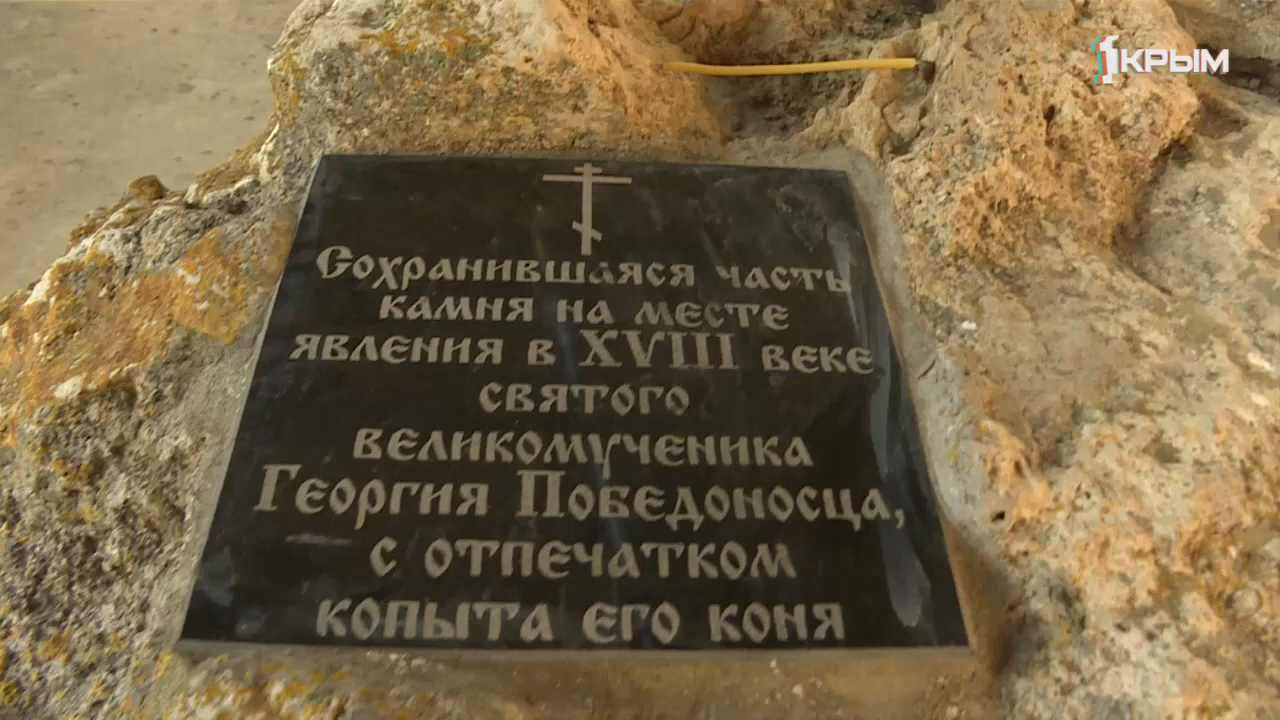 1КРЫМ
Сохранившаяся часть
камня на месте
явления в XVIII веке
святого
великомученика
Георгия Победоносца,
с отпечатком
копыта его коня